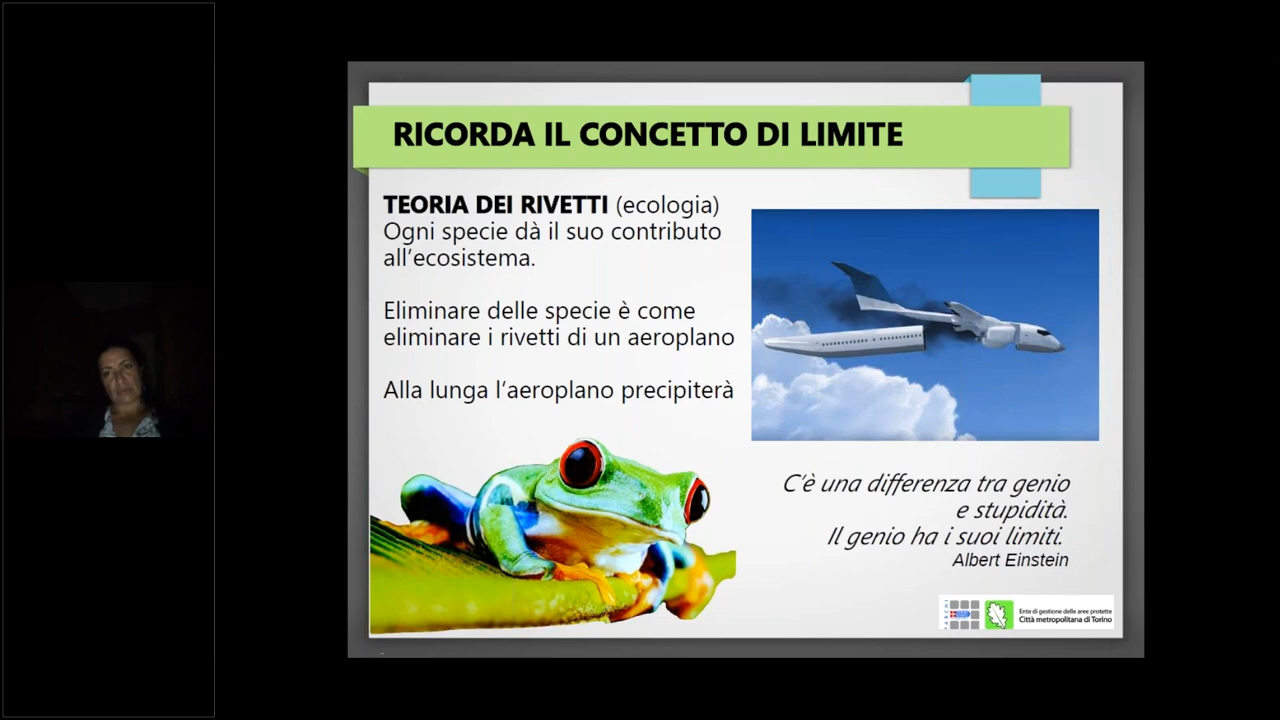 RICORDA IL CONCETTO DI LIMITE
TEORIA DEI RIVETTI (ecologia)
Ogni specie dà il suo contributo
all’ecosistema.
Eliminare delle specie è come
eliminare i rivetti di un aeroplano
Alla lunga l’aeroplano precipiterà
C’è una differenza tra genio
e stupidità.
Il genio ha i suoi limiti.
Albert Einstein
PARCHI
Ente di gestione delle aree protette
Città metropolitana di Torino